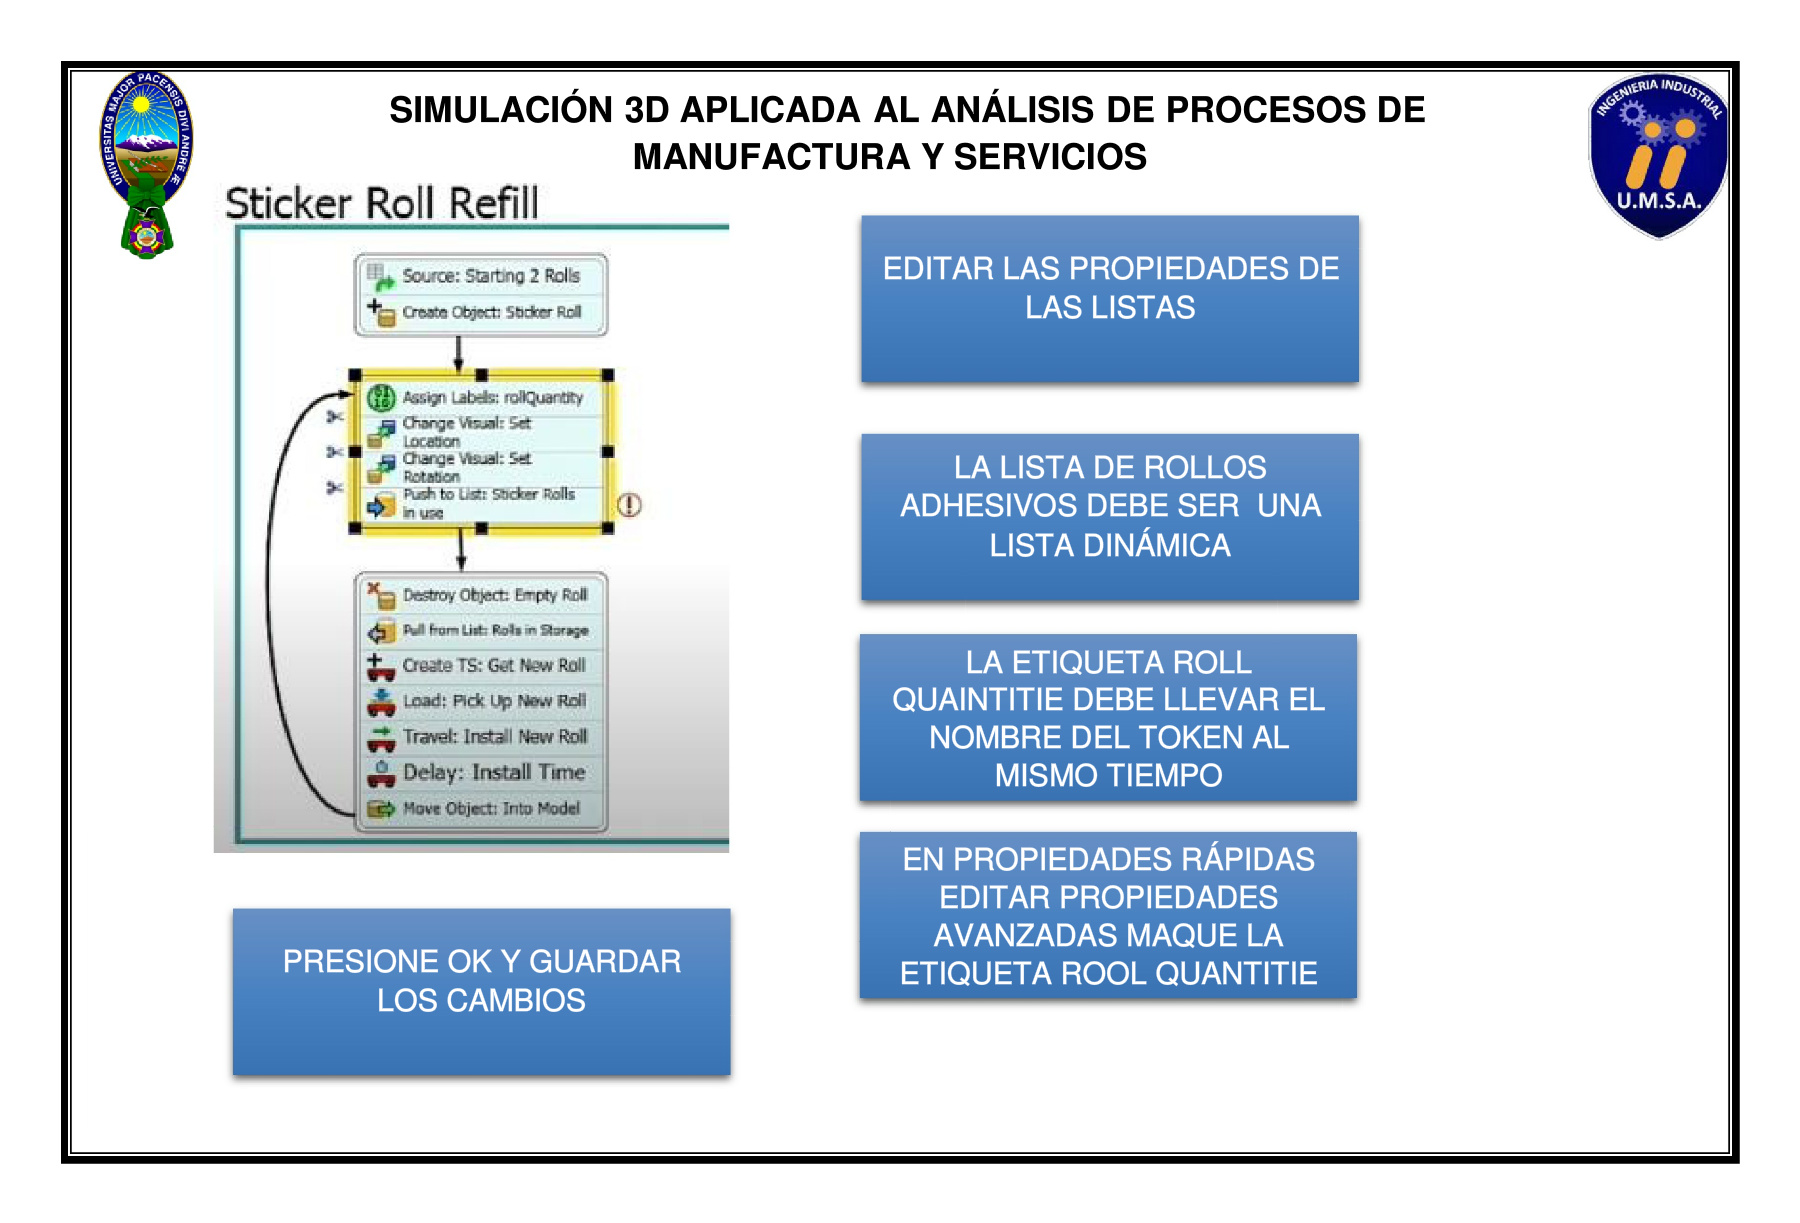 SIMULACIÓN 3D APLICADA AL ANÁLISIS DE PROCESOS DE
MANUFACTURA Y SERVICIOS
UNIVERSITAS MAJOR PACENSIS DIVI ANDRE Æ
INGENIERIA INDUSTRIAL
U.M.S.A.
Sticker Roll Refill
Source: Starting 2 Rolls
Create Object: Sticker Roll
Assign Labels: rollQuantity
Change Visual: Set
Location
Change Visual: Set
Rotation
Push to List: Sticker Rolls
in use
Destroy Object: Empty Roll
Pull from List: Rolls in Storage
Create TS: Get New Roll
Load: Pick Up New Roll
Travel: Install New Roll
Delay: Install Time
Move Object: Into Model
EDITAR LAS PROPIEDADES DE
LAS LISTAS
LA LISTA DE ROLLOS
ADHESIVOS DEBE SER  UNA
LISTA DINÁMICA
LA ETIQUETA ROLL
QUAINTITIE DEBE LLEVAR EL
NOMBRE DEL TOKEN AL
MISMO TIEMPO
EN PROPIEDADES RÁPIDAS
EDITAR PROPIEDADES
AVANZADAS MAQUE LA
ETIQUETA ROOL QUANTITIE
PRESIONE OK Y GUARDAR
LOS CAMBIOS